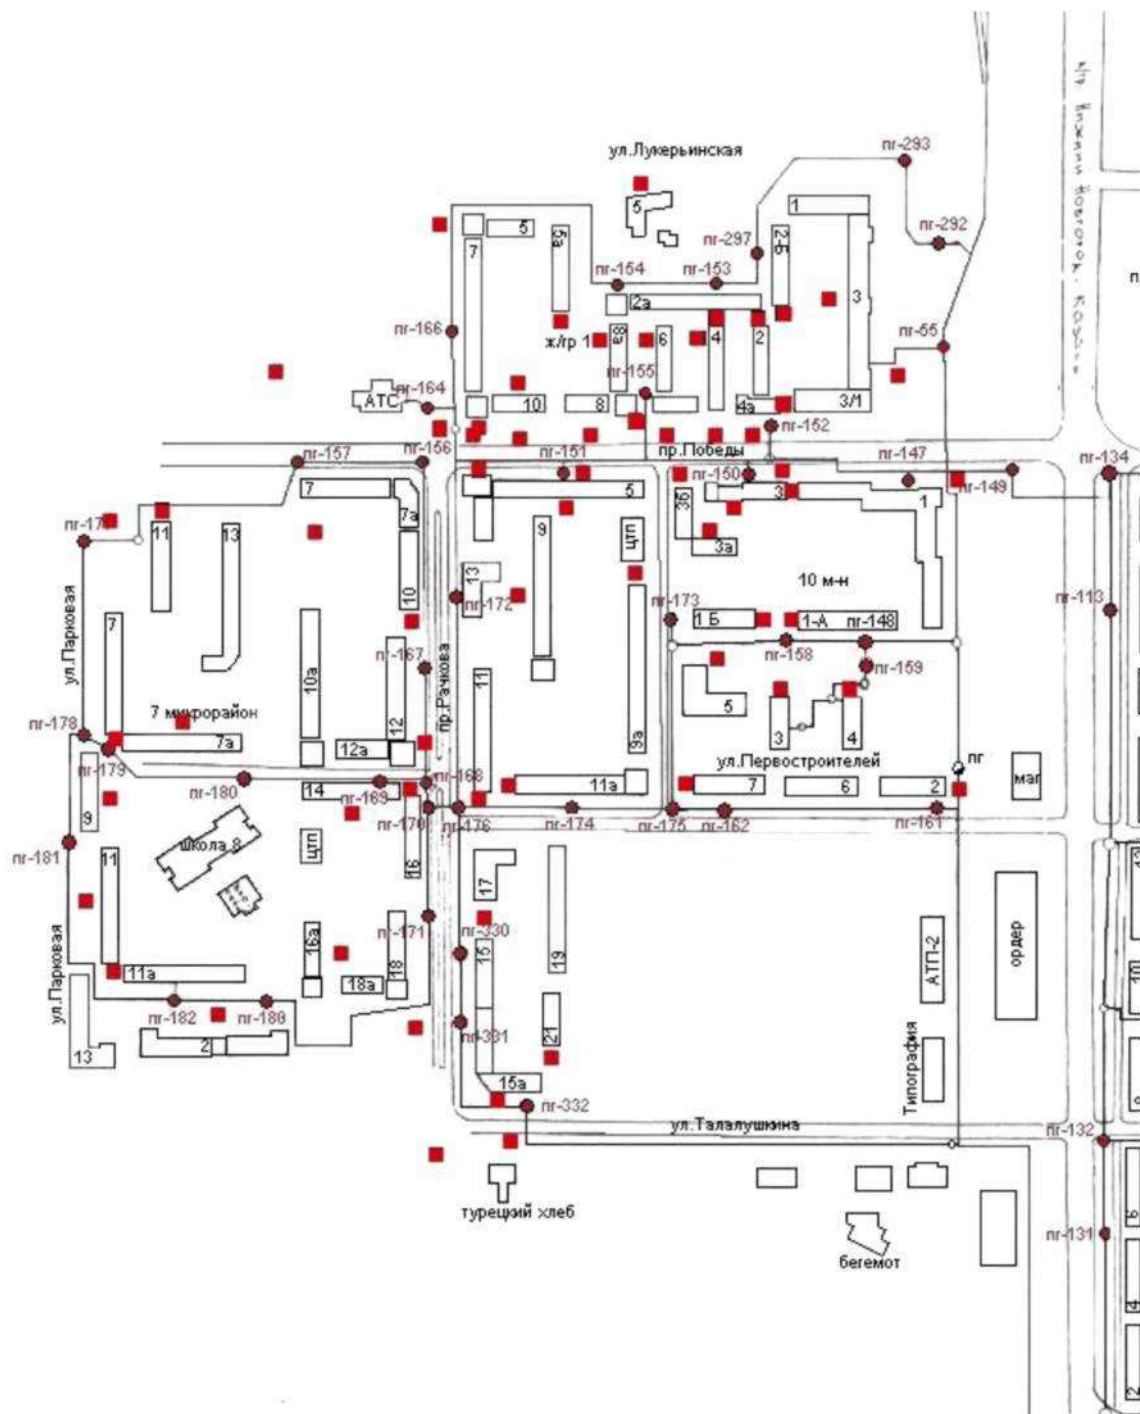 пг-293
ул.Лукерьинская
1
5
пг-292
5
5а
2-Б
7
пг-297
3
пг-154
пг-153
2а
пг-166
8а
6
4
2
пг-55
ж/гр 1
пг-155
пг-164
АТС
10
8
4а
3/1
пг-152
пг-157
пг-156
пг-151
пр.Победы
пг-147
пг-134
пг-150
пг-149
7
5
3
1
7а
3б
11
13
9
цтп
3а
10
13
10 м-н
ул.Парковая
7
пг-172
пг-173
1 Б
1-А
пг-148
пг-113
пг-158
10а
пг-167
пр.Рачкова
пг-159
11
5
7 микрорайон
12
9а
3
4
пг-178
7а
12а
ул.Первостроителей
пг
пг-179
пг-168
маг
пг-180
14
пг-169
11а
7
6
2
9
пг-170
пг-176
пг-174
пг-175
пг-162
пг-161
пг-181
школа 8
цтп
11
16
17
пг-171
пг-330
16а
15
19
АТП-2
ордер
ул.Парковая
11а
18
18а
10
пг-182
пг-180
пг-331
21
13
2
Типография
15а
пг-332
ул.Талалушкина
пг-132
турецкий хлеб
6
пг-131
бегемот
4
2